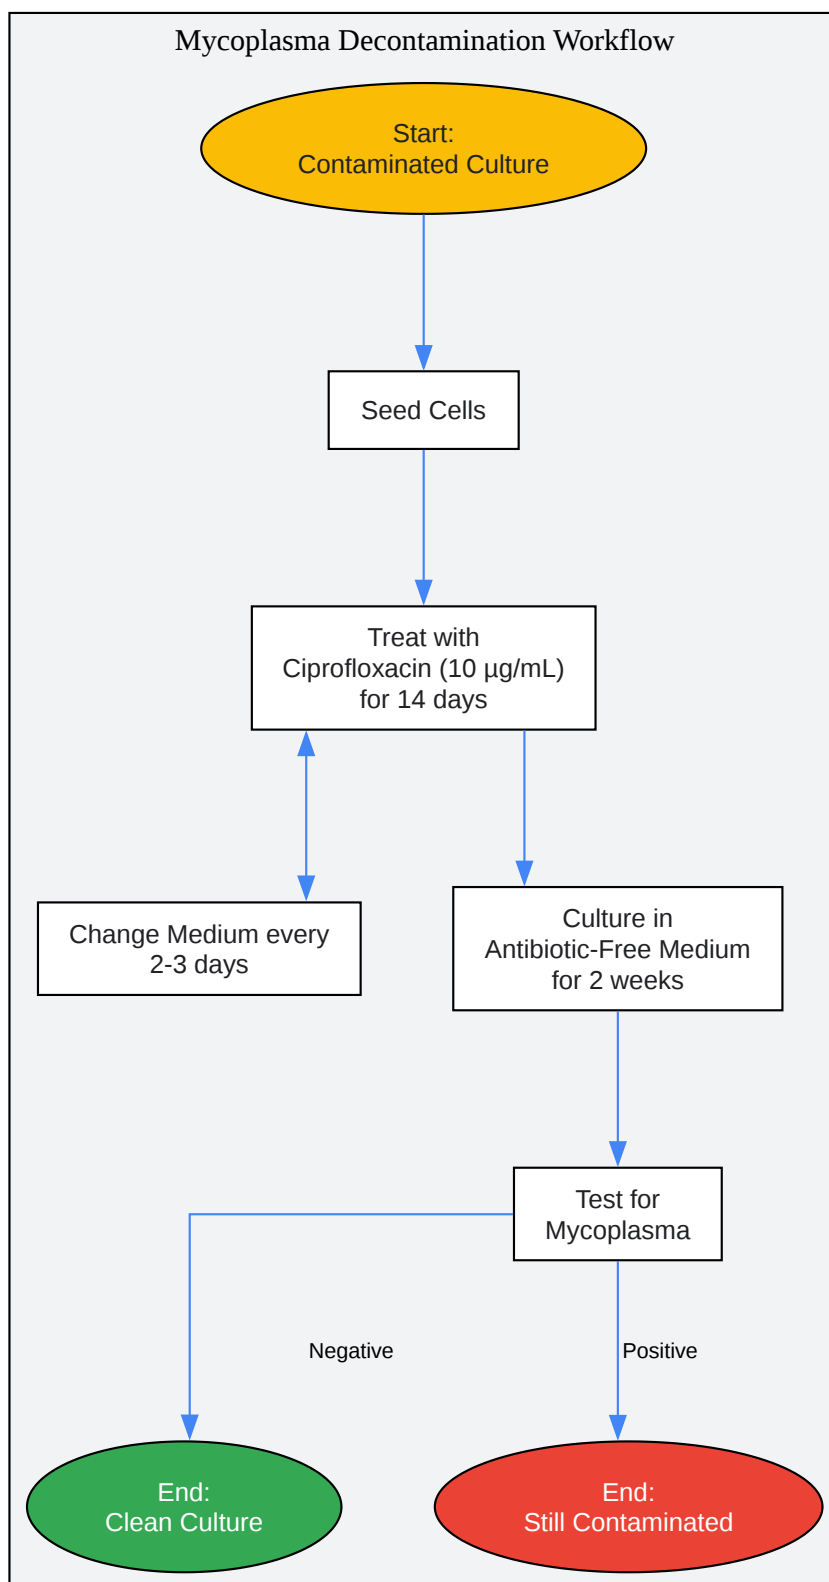 Mycoplasma Decontamination Workflow
Start:
Contaminated Culture
Seed Cells
Treat with
Ciprofloxacin (10 µg/mL)
for 14 days
Change Medium every
2-3 days
Culture in
Antibiotic-Free Medium
for 2 weeks
Test for
Mycoplasma
Negative
Positive
End:
Clean Culture
End:
Still Contaminated